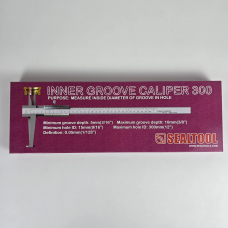 INNER GROOVE CALIPER 300
PURPOSE: MEASURE INSIDE DIAMETER OF GROOVE IN HOLE
Minimum groove depth: 5mm(3/16") Maximum groove depth: 10mm(3/8")
Minimum hole ID: 15mm(9/16") Maximum hole ID: 300mm(12")
Definition: 0.02mm(1/128")
SEALTOOL